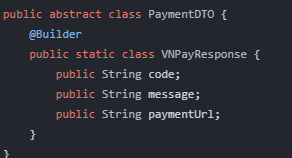 public abstract class PaymentDTO {
    @Builder
    public static class VNPayResponse {
        public String code;
        public String message;
        public String paymentUrl;
    }
}